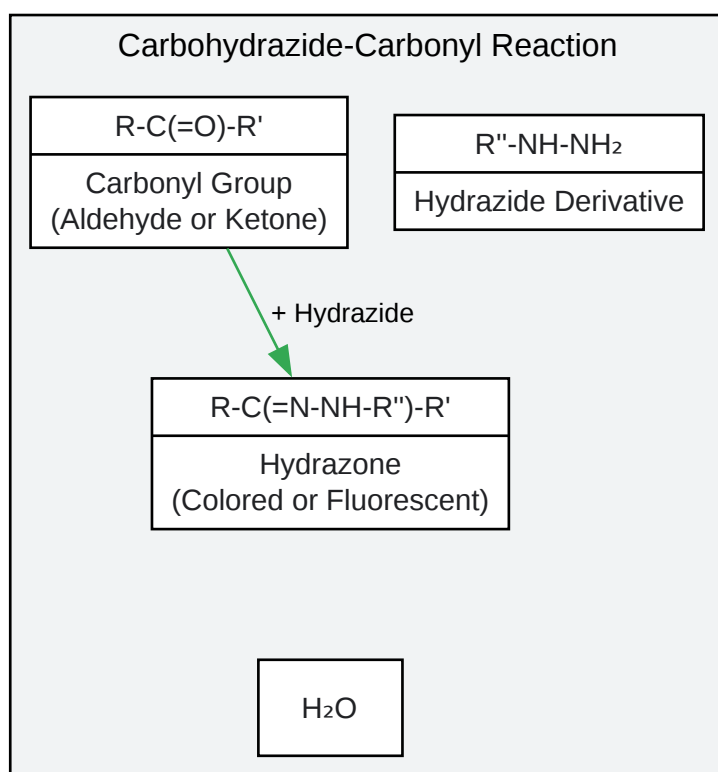 Carbohydrazide-Carbonyl Reaction
R-C(=O)-R'
Carbonyl Group
(Aldehyde or Ketone)
R''-NH-NH₂
Hydrazide Derivative
+ Hydrazide
R-C(=N-NH-R'')-R'
Hydrazone
(Colored or Fluorescent)
H₂O